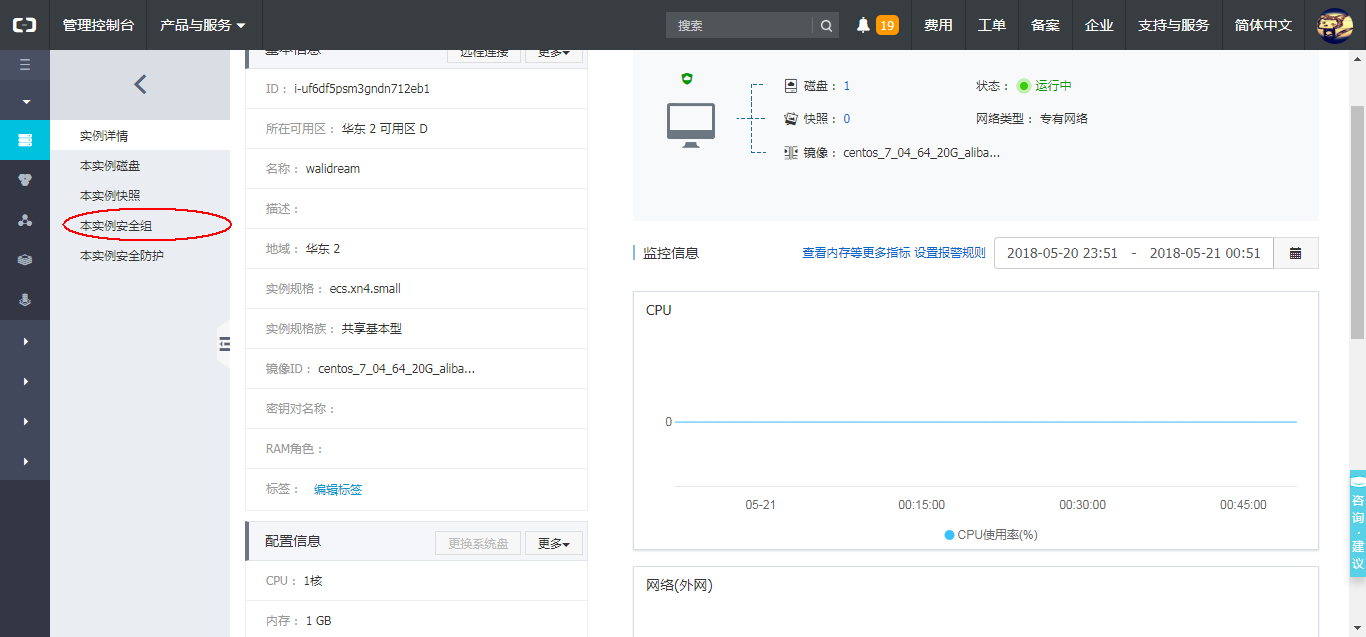 管理控制台 产品与服务 搜索 19 费用 工单 备案 企业 支持与服务 简体中文
实例详情
本实例磁盘
本实例快照
本实例安全组
本实例安全防护
基本信息 远程连接 更多
ID： i-uf6df5psm3gndn712eb1
所在可用区： 华东 2 可用区 D
名称： walidream
描述：
地域： 华东 2
实例规格： ecs.xn4.small
实例规格族： 共享基本型
镜像ID： centos_7_04_64_20G_aliba...
密钥对名称：
RAM角色：
标签： 编辑标签
配置信息 更换系统盘 更多
CPU： 1核
内存： 1 GB
磁盘： 1 状态： 运行中
快照： 0 网络类型： 专有网络
镜像： centos_7_04_64_20G_aliba...
监控信息 查看内存等更多指标 设置报警规则 2018-05-20 23:51 - 2018-05-21 00:51
CPU
0
05-21 00:15:00 00:30:00 00:45:00
CPU使用率(%)
网络(外网)
咨询·建议